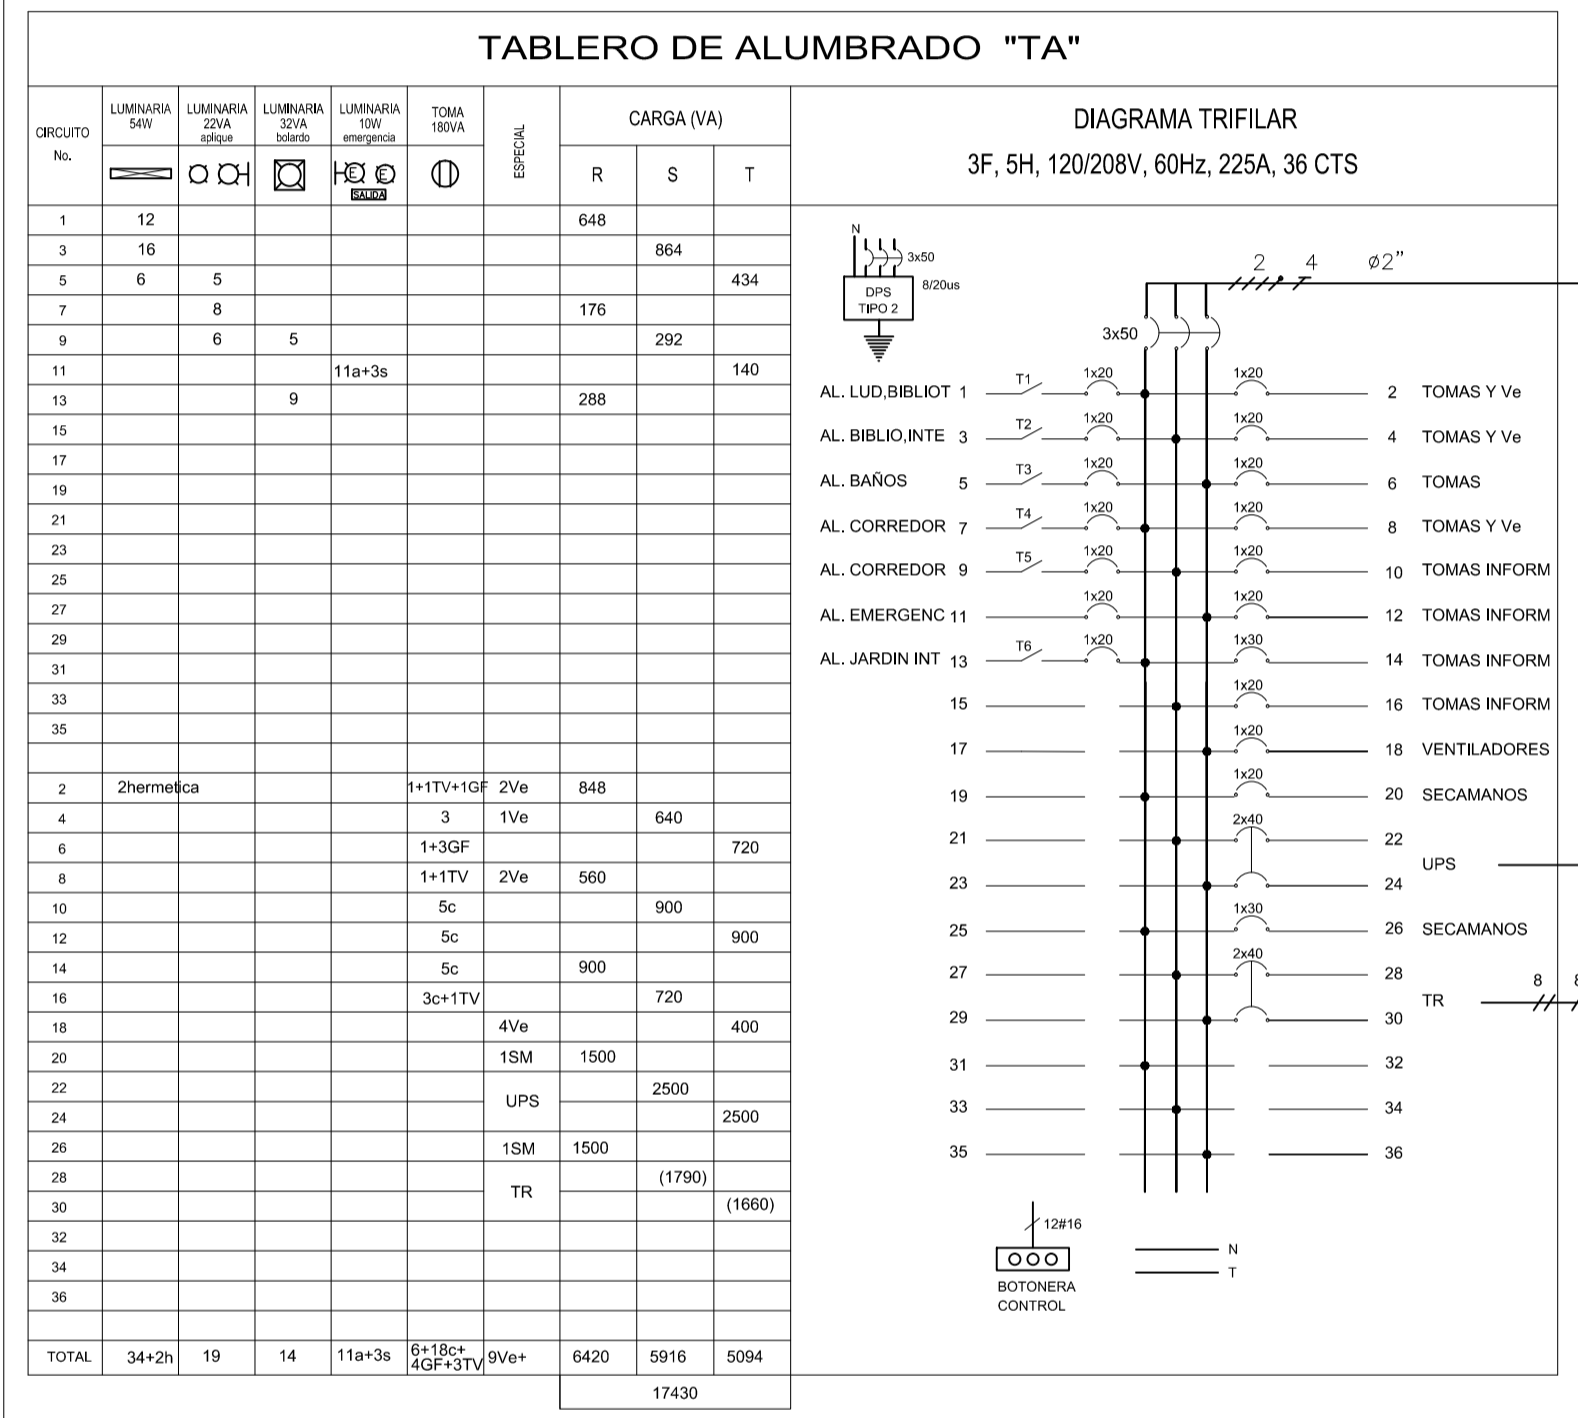 TABLERO DE ALUMBRADO "TA"
CIRCUITO No.
LUMINARIA 54W
LUMINARIA 22VA aplique
LUMINARIA 32VA bolardo
LUMINARIA 10W emergencia
TOMA 180VA
ESPECIAL
CARGA (VA)
E E
SALIDA
R S T
1 12 648
3 16 864
5 6 5 434
7 8 176
9 6 5 292
11 11a+3s 140
13 9 288
15
17
19
21
23
25
27
29
31
33
35
2 2hermetica 1+1TV+1GF 2Ve 848
4 3 1Ve 640
6 1+3GF 720
8 1+1TV 2Ve 560
10 5c 900
12 5c 900
14 5c 900
16 3c+1TV 720
18 4Ve 400
20 1SM 1500
22 2500
UPS
24 2500
26 1SM 1500
28 (1790)
TR
30 (1660)
32
34
36
TOTAL 34+2h 19 14 11a+3s 6+18c+ 4GF+3TV 9Ve+ 6420 5916 5094
17430
DIAGRAMA TRIFILAR
3F, 5H, 120/208V, 60Hz, 225A, 36 CTS
N
3x50
8/20us
DPS
TIPO 2
2 4 ϕ2"
3x50
AL. LUD,BIBLIOT 1 T1 1x20 1x20 2 TOMAS Y Ve
AL. BIBLIO,INTE 3 T2 1x20 1x20 4 TOMAS Y Ve
AL. BAÑOS 5 T3 1x20 1x20 6 TOMAS
AL. CORREDOR 7 T4 1x20 1x20 8 TOMAS Y Ve
AL. CORREDOR 9 T5 1x20 1x20 10 TOMAS INFORM
AL. EMERGENC 11 1x20 1x20 12 TOMAS INFORM
AL. JARDIN INT 13 T6 1x20 1x30 14 TOMAS INFORM
15 1x20 16 TOMAS INFORM
17 1x20 18 VENTILADORES
19 1x20 20 SECAMANOS
21 2x40 22
UPS
23 24
25 1x30 26 SECAMANOS
27 2x40 28
TR 8
29 30
31 32
33 34
35 36
12#16
BOTONERA
CONTROL
N
T